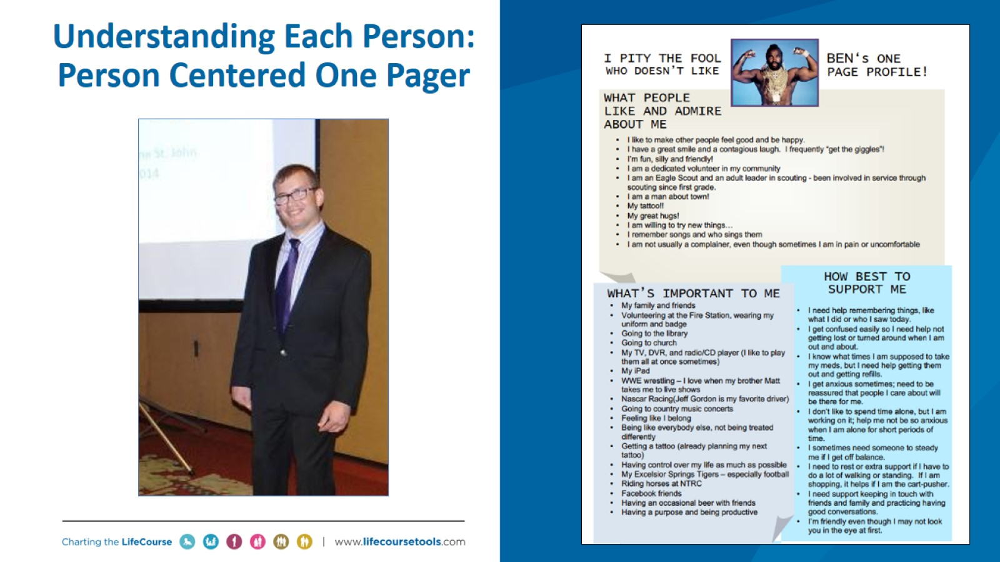 Understanding Each Person:
Person Centered One Pager
ne St. John
014
Charting the LifeCourse | www.lifecoursetools.com
I PITY THE FOOL
WHO DOESN'T LIKE
BEN's ONE
PAGE PROFILE!
WHAT PEOPLE
LIKE AND ADMIRE
ABOUT ME
• I like to make other people feel good and be happy.
• I have a great smile and a contagious laugh. I frequently "get the giggles"!
• I'm fun, silly and friendly!
• I am a dedicated volunteer in my community
• I am an Eagle Scout and an adult leader in scouting - been involved in service through
scouting since first grade.
• I am a man about town!
• My tattoo!!
• My great hugs!
• I am willing to try new things…
• I remember songs and who sings them
• I am not usually a complainer, even though sometimes I am in pain or uncomfortable
WHAT'S IMPORTANT TO ME
• My family and friends
• Volunteering at the Fire Station, wearing my
uniform and badge
• Going to the library
• Going to church
• My TV, DVR, and radio/CD player (I like to play
them all at once sometimes)
• My iPad
• WWE wrestling – I love when my brother Matt
takes me to live shows
• Nascar Racing(Jeff Gordon is my favorite driver)
• Going to country music concerts
• Feeling like I belong
• Being like everybody else, not being treated
differently
• Getting a tattoo (already planning my next
tattoo)
• Having control over my life as much as possible
• My Excelsior Springs Tigers – especially football
• Riding horses at NTRC
• Facebook friends
• Having an occasional beer with friends
• Having a purpose and being productive
HOW BEST TO
SUPPORT ME
• I need help remembering things, like
what I did or who I saw today.
• I get confused easily so I need help not
getting lost or turned around when I am
out and about.
• I know what times I am supposed to take
my meds, but I need help getting them
out and getting refills.
• I get anxious sometimes; need to be
reassured that people I care about will
be there for me.
• I don't like to spend time alone, but I am
working on it; help me not be so anxious
when I am alone for short periods of
time.
• I sometimes need someone to steady
me if I get off balance.
• I need to rest or extra support if I have to
do a lot of walking or standing. If I am
shopping, it helps if I am the cart-pusher.
• I need support keeping in touch with
friends and family and practicing having
good conversations.
• I'm friendly even though I may not look
you in the eye at first.